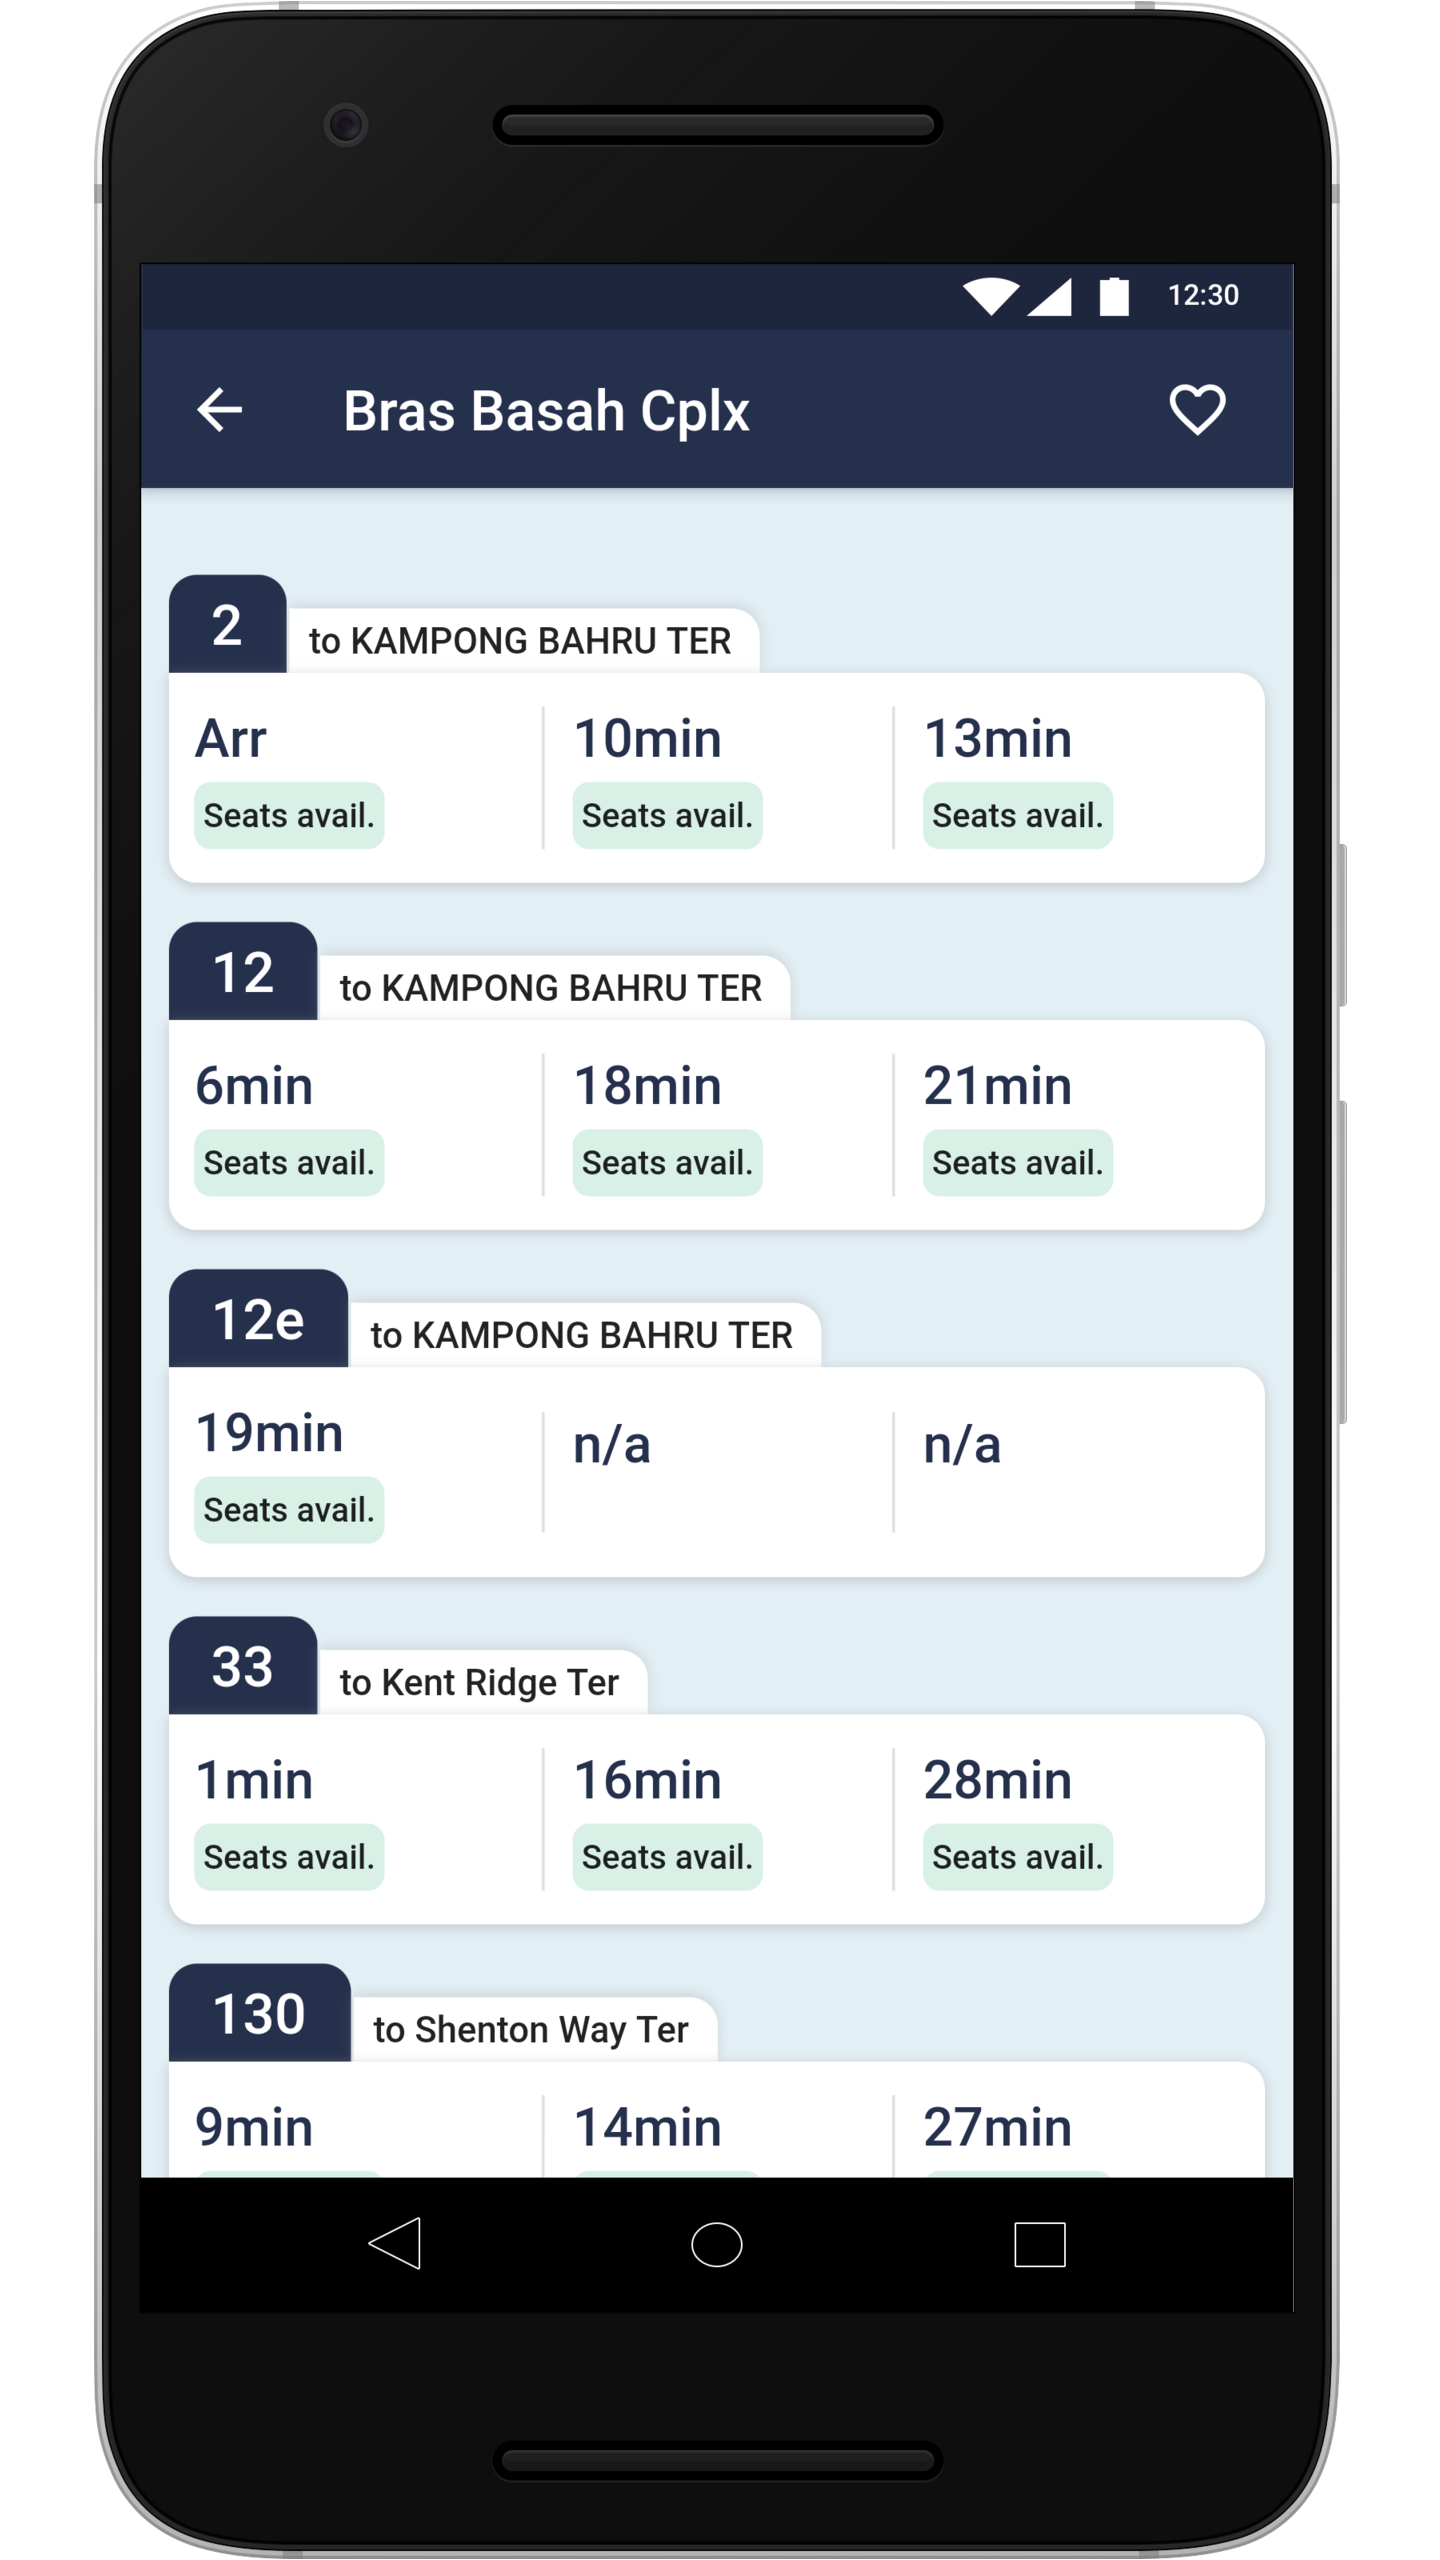 12:30
Bras Basah Cplx
2 to KAMPONG BAHRU TER
Arr 10min 13min
Seats avail. Seats avail. Seats avail.
12 to KAMPONG BAHRU TER
6min 18min 21min
Seats avail. Seats avail. Seats avail.
12e to KAMPONG BAHRU TER
19min n/a n/a
Seats avail.
33 to Kent Ridge Ter
1min 16min 28min
Seats avail. Seats avail. Seats avail.
130 to Shenton Way Ter
9min 14min 27min